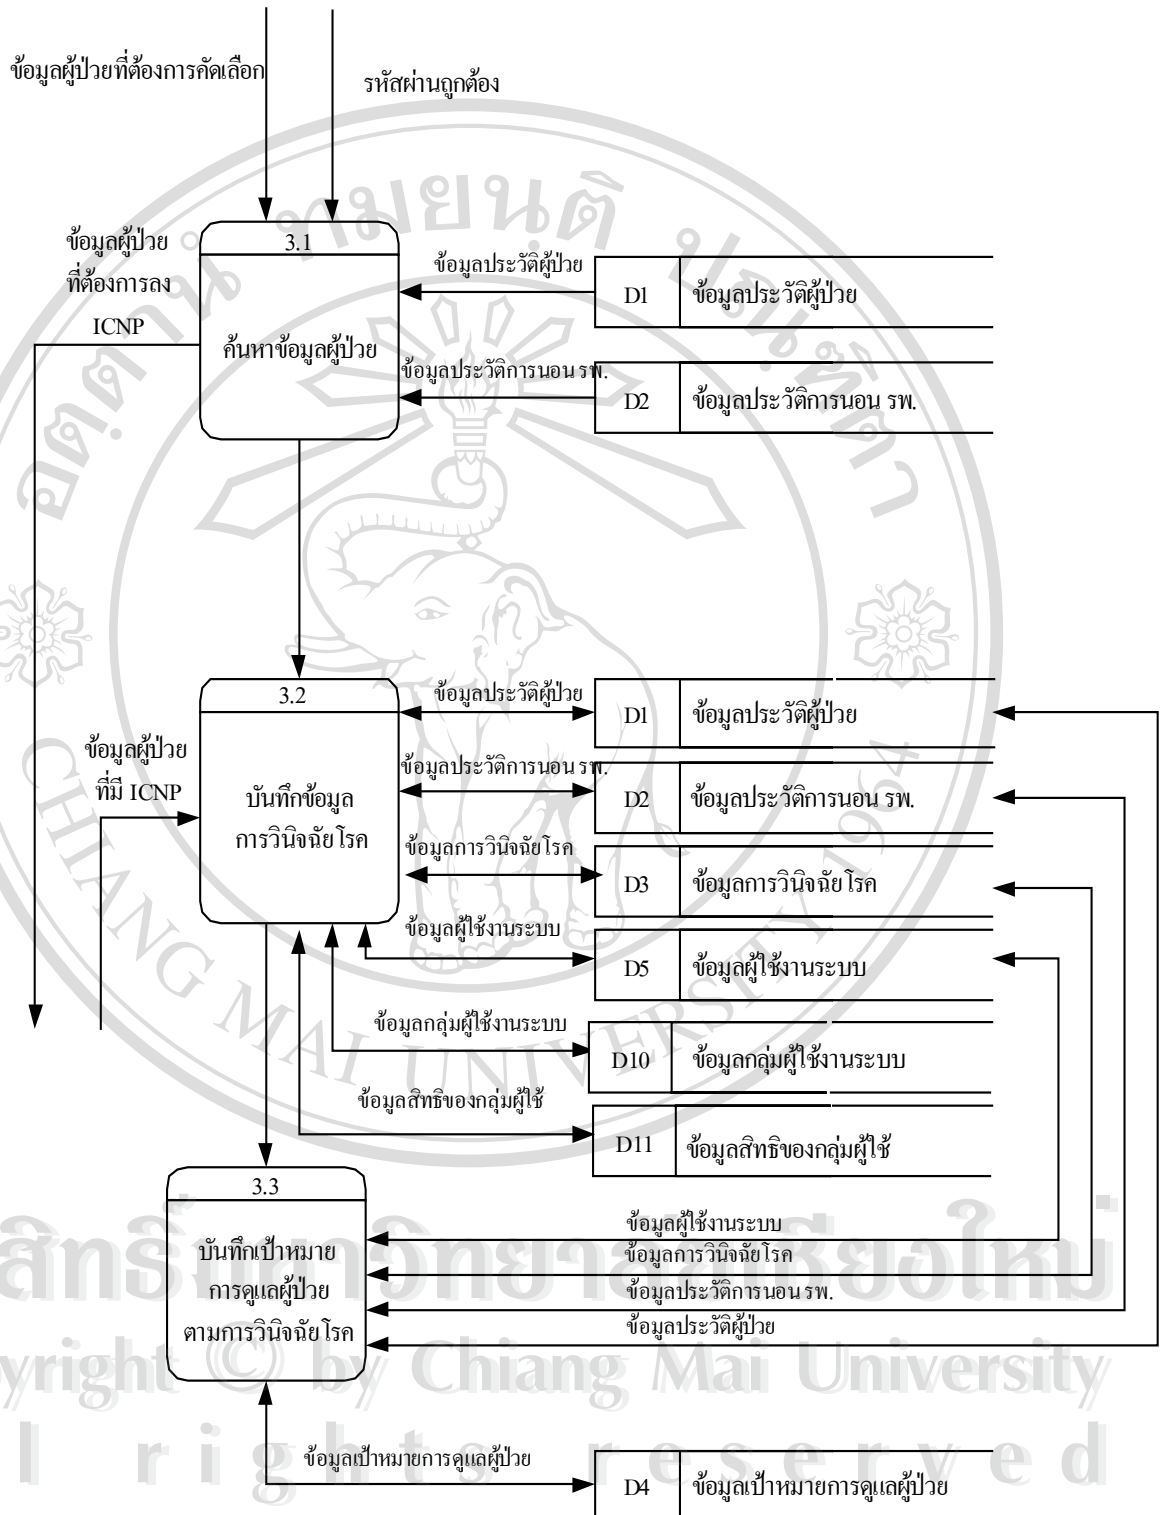 ข้อมูลผู้ป่วยที่ต้องการคัดเลือก
รหัสผ่านถูกต้อง
ข้อมูลผู้ป่วย
ที่ต้องการลง
ICNP
3.1
ค้นหาข้อมูลผู้ป่วย
ข้อมูลประวัติผู้ป่วย
D1 ข้อมูลประวัติผู้ป่วย
ข้อมูลประวัติการนอน รพ.
D2 ข้อมูลประวัติการนอน รพ.
3.2
บันทึกข้อมูล
การวินิจฉัยโรค
ข้อมูลผู้ป่วย
ที่มี ICNP
ข้อมูลประวัติผู้ป่วย
D1 ข้อมูลประวัติผู้ป่วย
ข้อมูลประวัติการนอน รพ.
D2 ข้อมูลประวัติการนอน รพ.
ข้อมูลการวินิจฉัยโรค
D3 ข้อมูลการวินิจฉัยโรค
ข้อมูลผู้ใช้งานระบบ
D5 ข้อมูลผู้ใช้งานระบบ
ข้อมูลกลุ่มผู้ใช้งานระบบ
D10 ข้อมูลกลุ่มผู้ใช้งานระบบ
ข้อมูลสิทธิของกลุ่มผู้ใช้
D11 ข้อมูลสิทธิของกลุ่มผู้ใช้
3.3
บันทึกเป้าหมาย
การดูแลผู้ป่วย
ตามการวินิจฉัยโรค
ข้อมูลผู้ใช้งานระบบ
ข้อมูลการวินิจฉัยโรค
ข้อมูลประวัติการนอน รพ.
ข้อมูลประวัติผู้ป่วย
ข้อมูลเป้าหมายการดูแลผู้ป่วย
D4 ข้อมูลเป้าหมายการดูแลผู้ป่วย
CHIANG MAI UNIVERSITY 1964
by Chiang Mai University
rights reserved